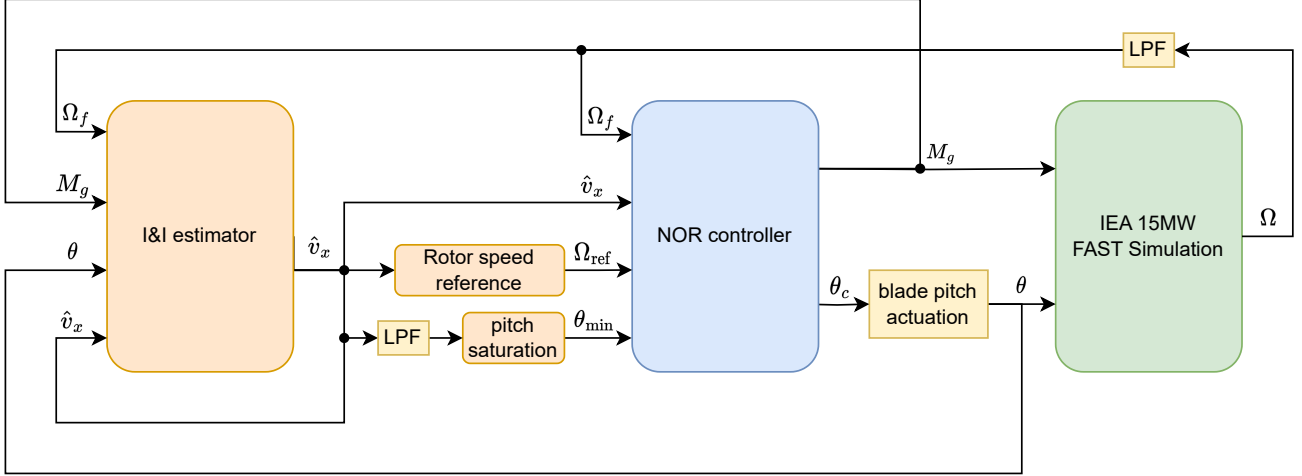 LPF
Ω_f
Ω_f
M_g
M_g
v̂_x
θ
I&I estimator
v̂_x
NOR controller
IEA 15MW
FAST Simulation
Ω
Rotor speed
reference
Ω_ref
θ_c
blade pitch
actuation
θ
v̂_x
LPF
pitch
saturation
θ_min